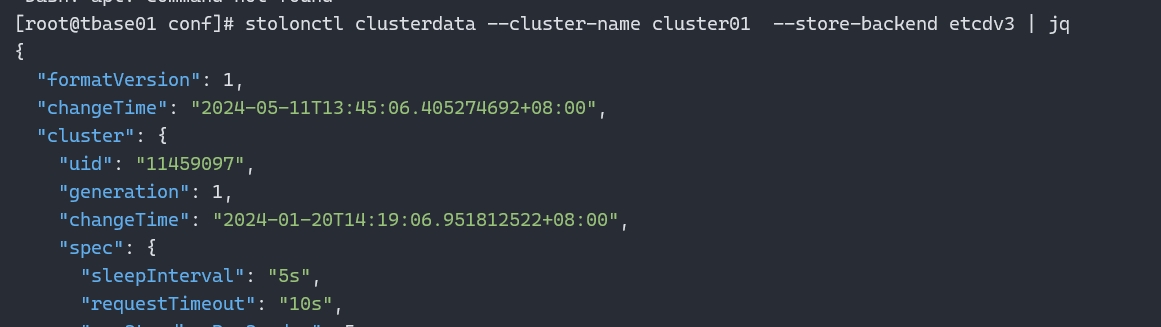 [root@tbase01 conf]# stolonctl clusterdata --cluster-name cluster01  --store-backend etcdv3 | jq
{
  "formatVersion": 1,
  "changeTime": "2024-05-11T13:45:06.405274692+08:00",
  "cluster": {
    "uid": "11459097",
    "generation": 1,
    "changeTime": "2024-01-20T14:19:06.951812522+08:00",
    "spec": {
      "sleepInterval": "5s",
      "requestTimeout": "10s",